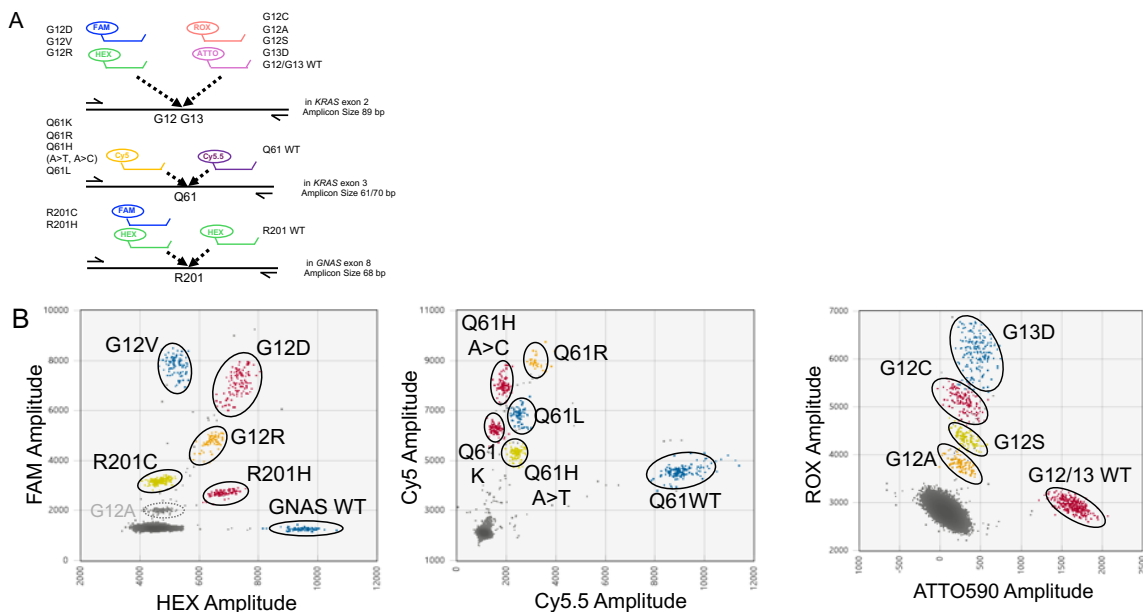 A
G12D
G12V
G12R
FAM
HEX
ROX
ATTO
G12C
G12A
G12S
G13D
G12/G13 WT
G12 G13
in KRAS exon 2
Amplicon Size 89 bp
Q61K
Q61R
Q61H
(A>T, A>C)
Q61L
Cy5
Cy5.5
Q61 WT
Q61
in KRAS exon 3
Amplicon Size 61/70 bp
R201C
R201H
FAM
HEX
HEX
R201 WT
R201
in GNAS exon 8
Amplicon Size 68 bp
B
FAM Amplitude
10000
8000
6000
4000
2000
0
G12V
G12D
G12R
R201C
R201H
G12A
GNAS WT
2000
4000
6000
8000
10000
12000
HEX Amplitude
Cy5 Amplitude
11000
9000
7000
5000
3000
1000
Q61H
A>C
Q61R
Q61L
Q61
K
Q61H
A>T
Q61WT
0
2000
4000
6000
8000
10000
12000
14000
Cy5.5 Amplitude
ROX Amplitude
7000
6000
5000
4000
3000
2000
G13D
G12C
G12S
G12A
G12/13 WT
-1000
-500
0
500
1000
1500
2000
2500
ATTO590 Amplitude